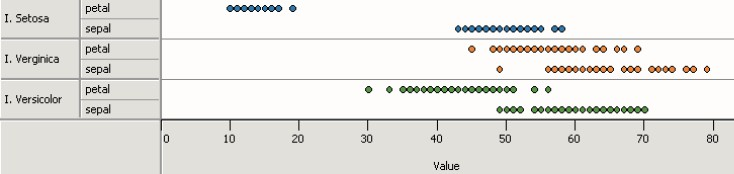 I. Setosa
petal
sepal
I. Verginica
petal
sepal
I. Versicolor
petal
sepal
0 10 20 30 40 50 60 70 80
Value